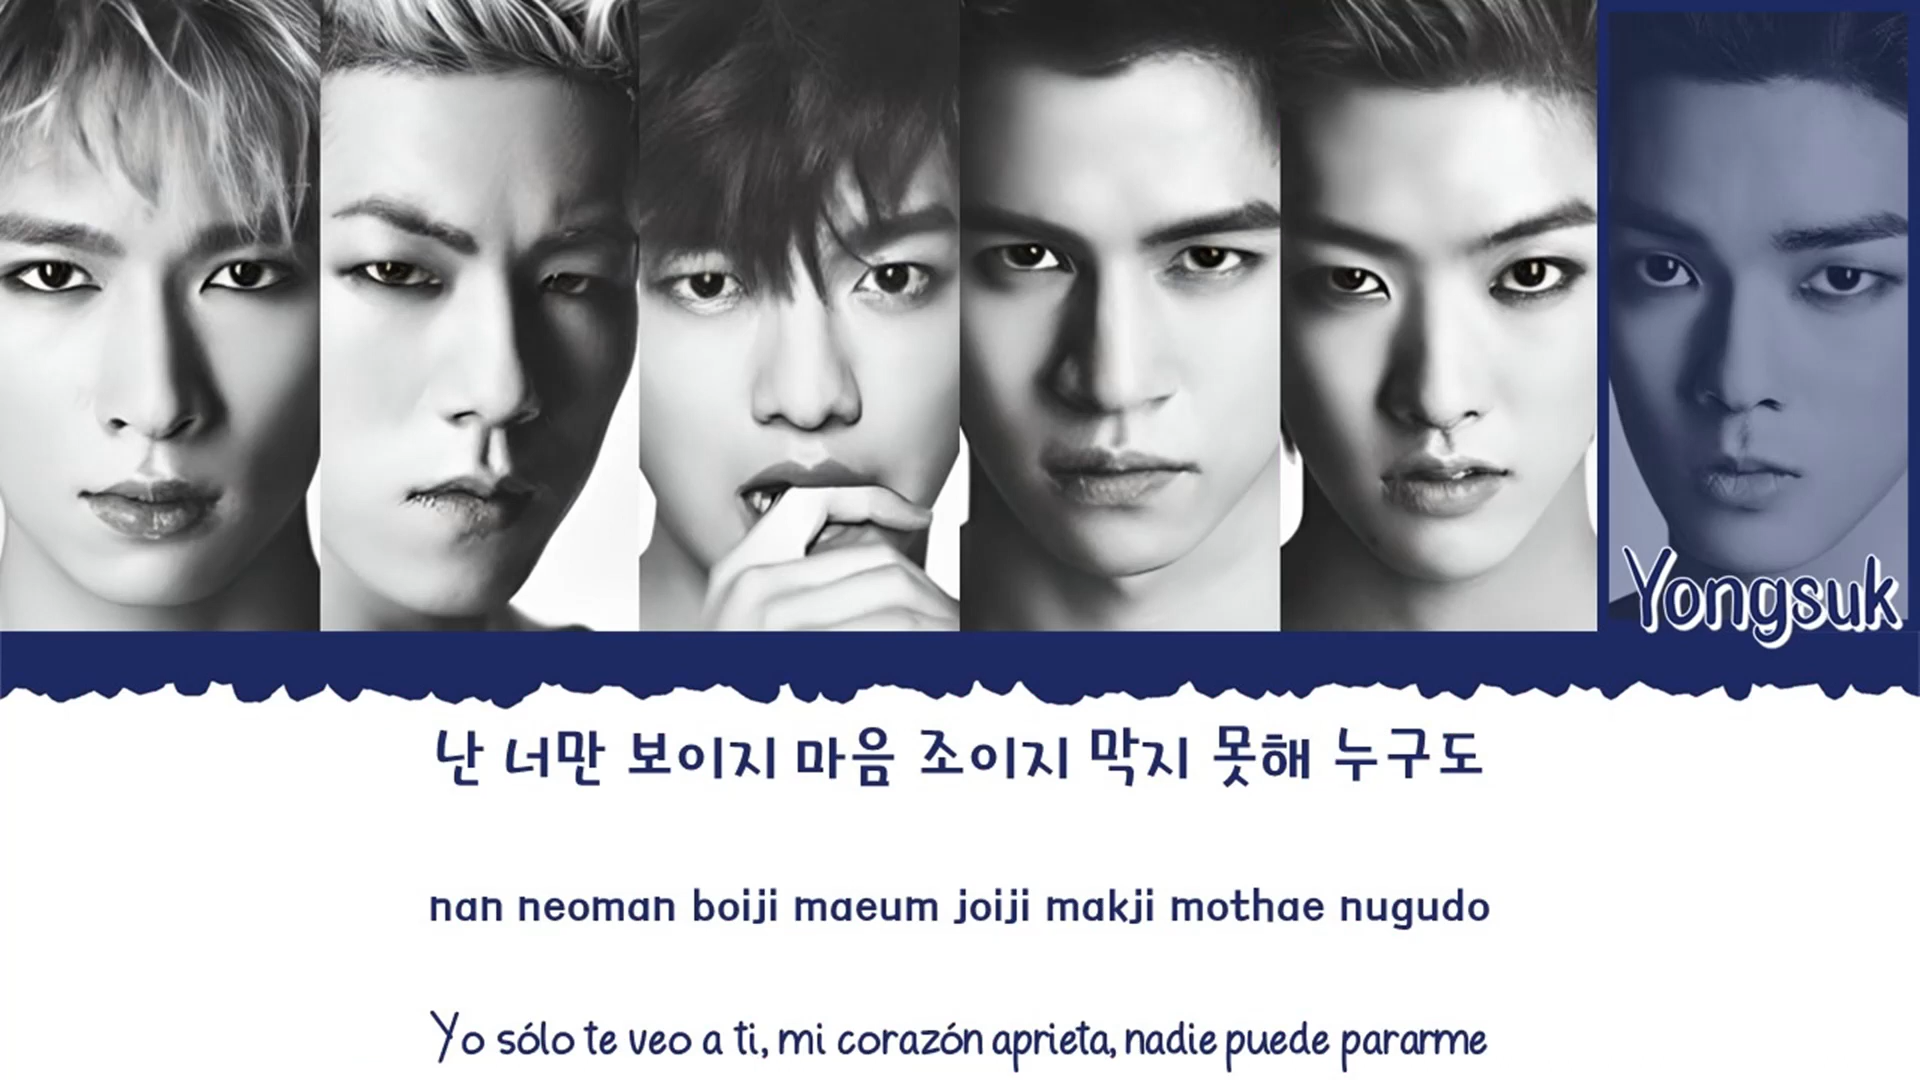 Yongsuk
난 너만 보이지 마음 조이지 막지 못해 누구도
nan neoman boiji maeum joiji makji mothae nugudo
Yo sólo te veo a ti, mi corazón aprieta, nadie puede pararme